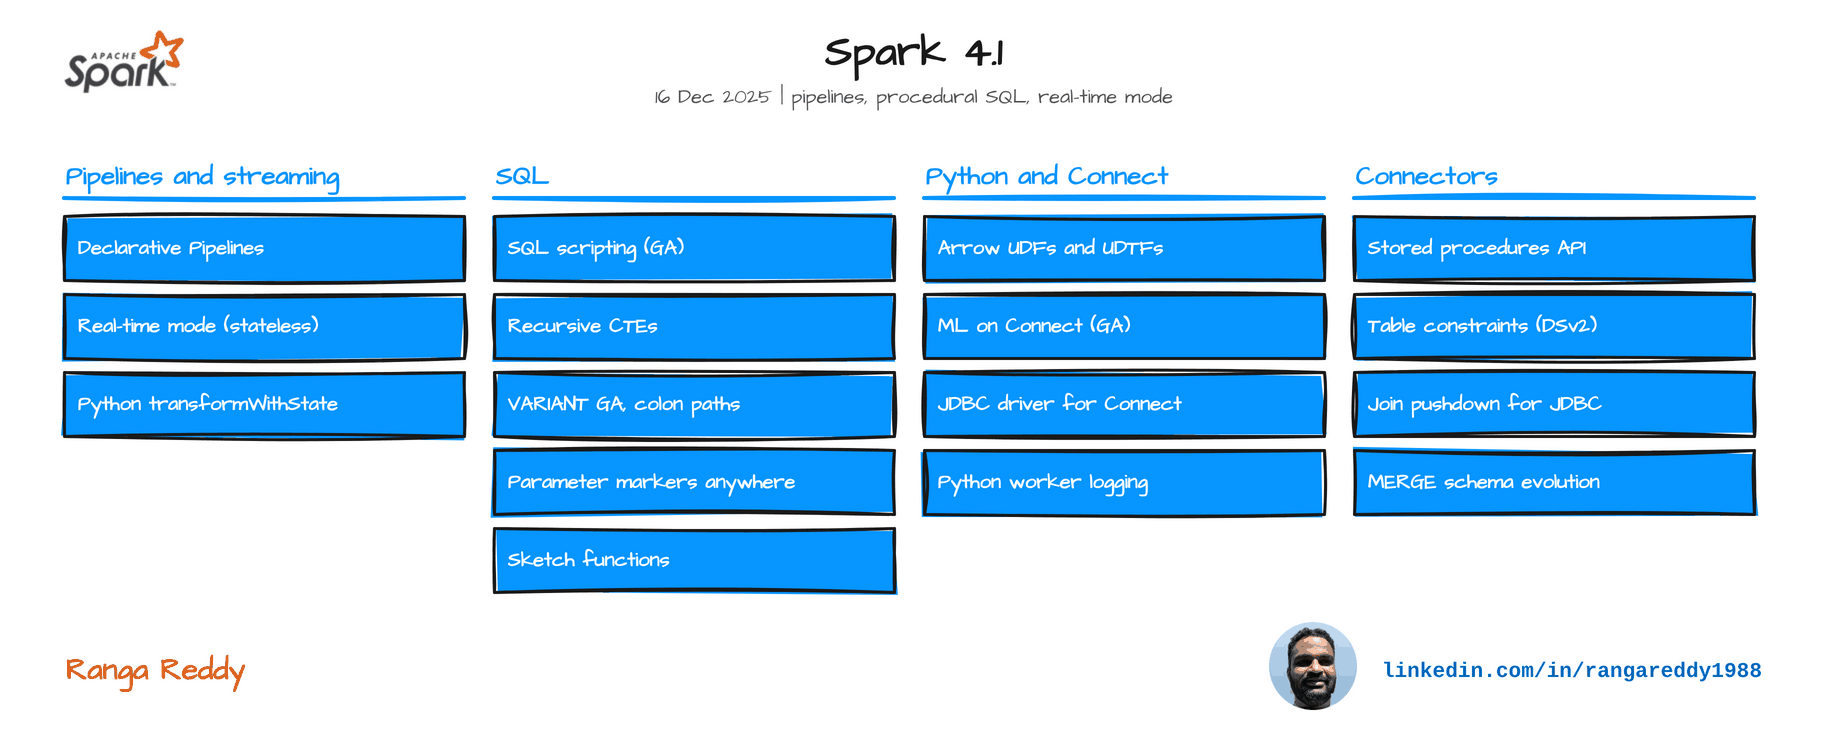 APACHE
Spark
Spark 4.1
16 Dec 2025 | pipelines, procedural SQL, real-time mode
Pipelines and streaming
Declarative Pipelines
Real-time mode (stateless)
Python transformWithState
SQL
SQL scripting (GA)
Recursive CTEs
VARIANT GA, colon paths
Parameter markers anywhere
Sketch functions
Python and Connect
Arrow UDFs and UDTFs
ML on Connect (GA)
JDBC driver for Connect
Python worker logging
Connectors
Stored procedures API
Table constraints (DSv2)
Join pushdown for JDBC
MERGE schema evolution
Ranga Reddy
linkedin.com/in/rangareddy1988